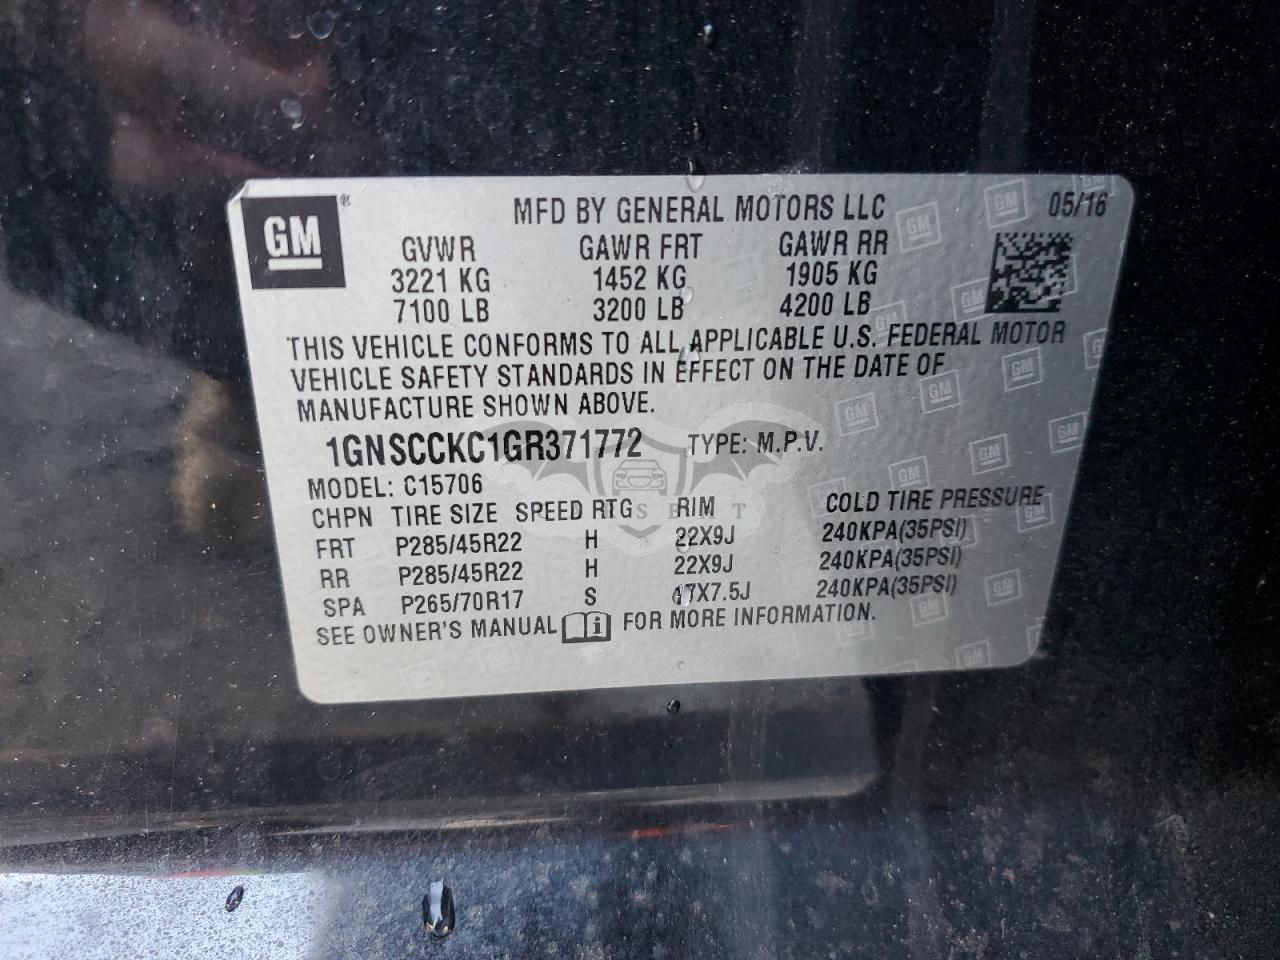 GM ® MFD BY GENERAL MOTORS LLC 05/16
GVWR GAWR FRT GAWR RR
3221 KG 1452 KG 1905 KG
7100 LB 3200 LB 4200 LB
THIS VEHICLE CONFORMS TO ALL APPLICABLE U.S. FEDERAL MOTOR
VEHICLE SAFETY STANDARDS IN EFFECT ON THE DATE OF
MANUFACTURE SHOWN ABOVE.
1GNSCCKC1GR371772 TYPE: M.P.V.
MODEL: C15706
CHPN TIRE SIZE SPEED RTG RIM COLD TIRE PRESSURE
FRT P285/45R22 H 22X9J 240KPA(35PSI)
RR P285/45R22 H 22X9J 240KPA(35PSI)
SPA P265/70R17 S 17X7.5J 240KPA(35PSI)
SEE OWNER'S MANUAL i FOR MORE INFORMATION.